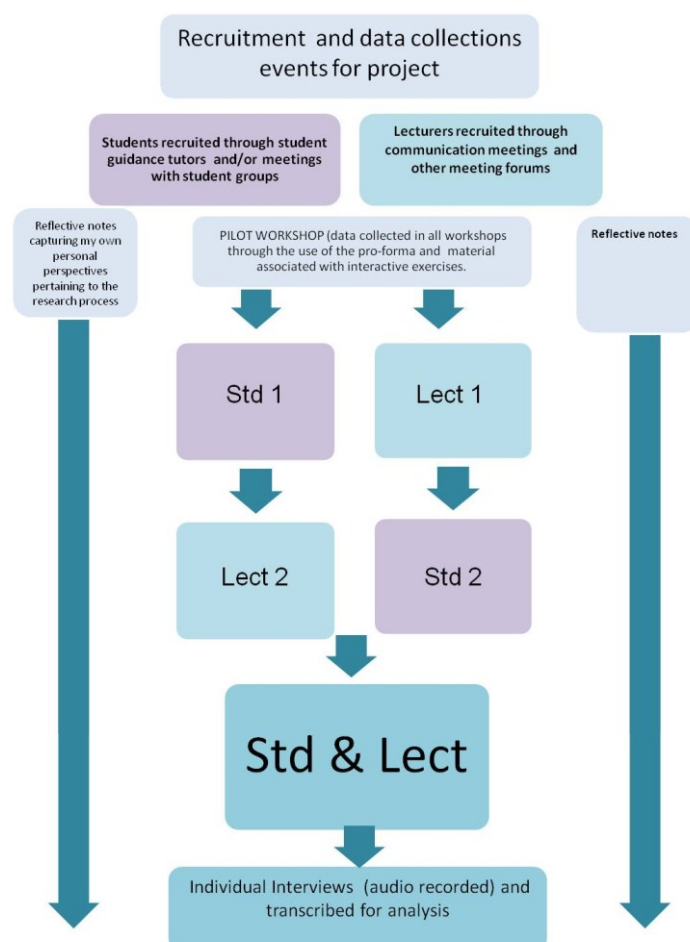 Recruitment and data collections
events for project
Students recruited through student
guidance tutors and/or meetings
with student groups
Lecturers recruited through
communication meetings and
other meeting forums
Reflective notes
capturing my own
personal
perspectives
pertaining to the
research process
PILOT WORKSHOP (data collected in all workshops
through the use of the pro-forma and material
associated with interactive exercises.
Reflective notes
Std 1
Lect 1
Lect 2
Std 2
Std & Lect
Individual Interviews (audio recorded) and
transcribed for analysis